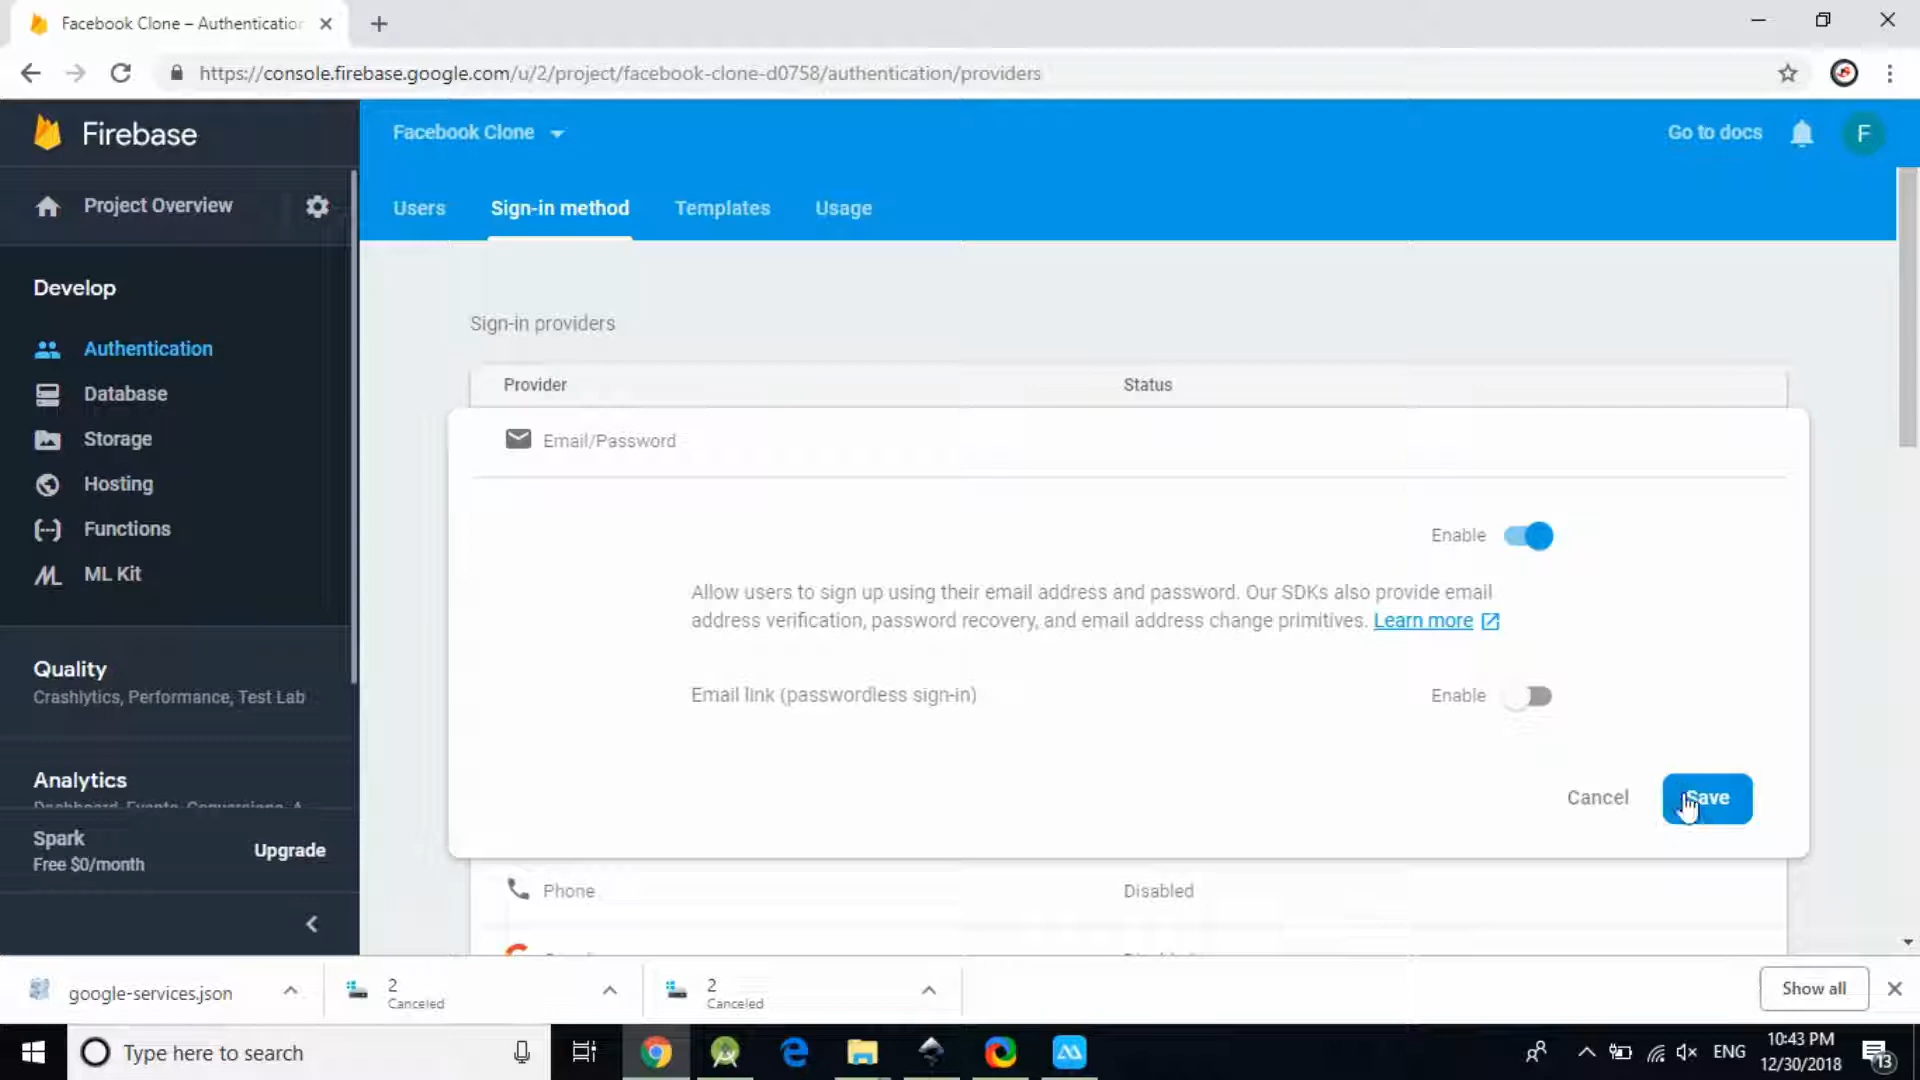 Facebook Clone – Authentication
https://console.firebase.google.com/u/2/project/facebook-clone-d0758/authentication/providers
Firebase
Facebook Clone
Go to docs
F
Project Overview
Users
Sign-in method
Templates
Usage
Develop
Authentication
Database
Storage
Hosting
Functions
ML Kit
Quality
Crashlytics, Performance, Test Lab
Analytics
Dashboard, Events, Conversions, A
Spark
Free $0/month
Upgrade
Sign-in providers
Provider
Status
Email/Password
Enable
Allow users to sign up using their email address and password. Our SDKs also provide email
address verification, password recovery, and email address change primitives. Learn more
Email link (passwordless sign-in)
Enable
Cancel
Save
Phone
Disabled
google-services.json
2
Canceled
2
Canceled
Show all
Type here to search
ENG
10:43 PM
12/30/2018
13